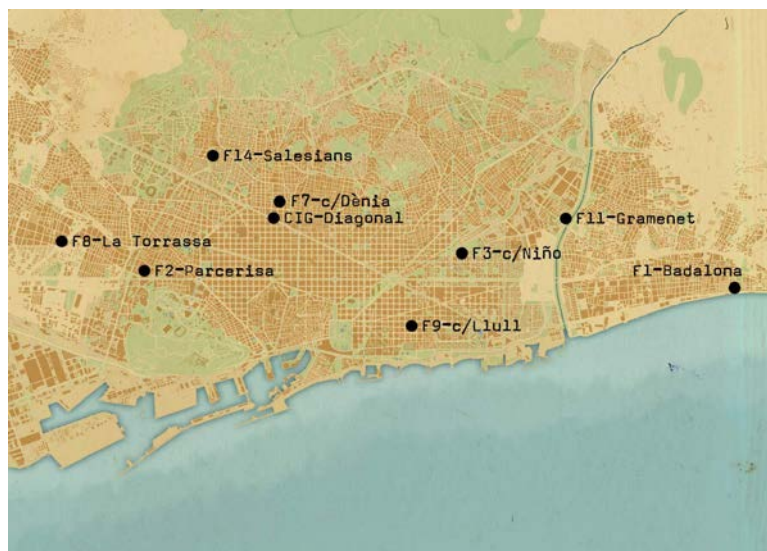 F14-Salesians
F7-c/Dènia
CIG-Diagonal
F11-Gramenet
F8-La Torrassa
F3-c/Niño
F2-Parcerisa
F1-Badalona
F9-c/Llull